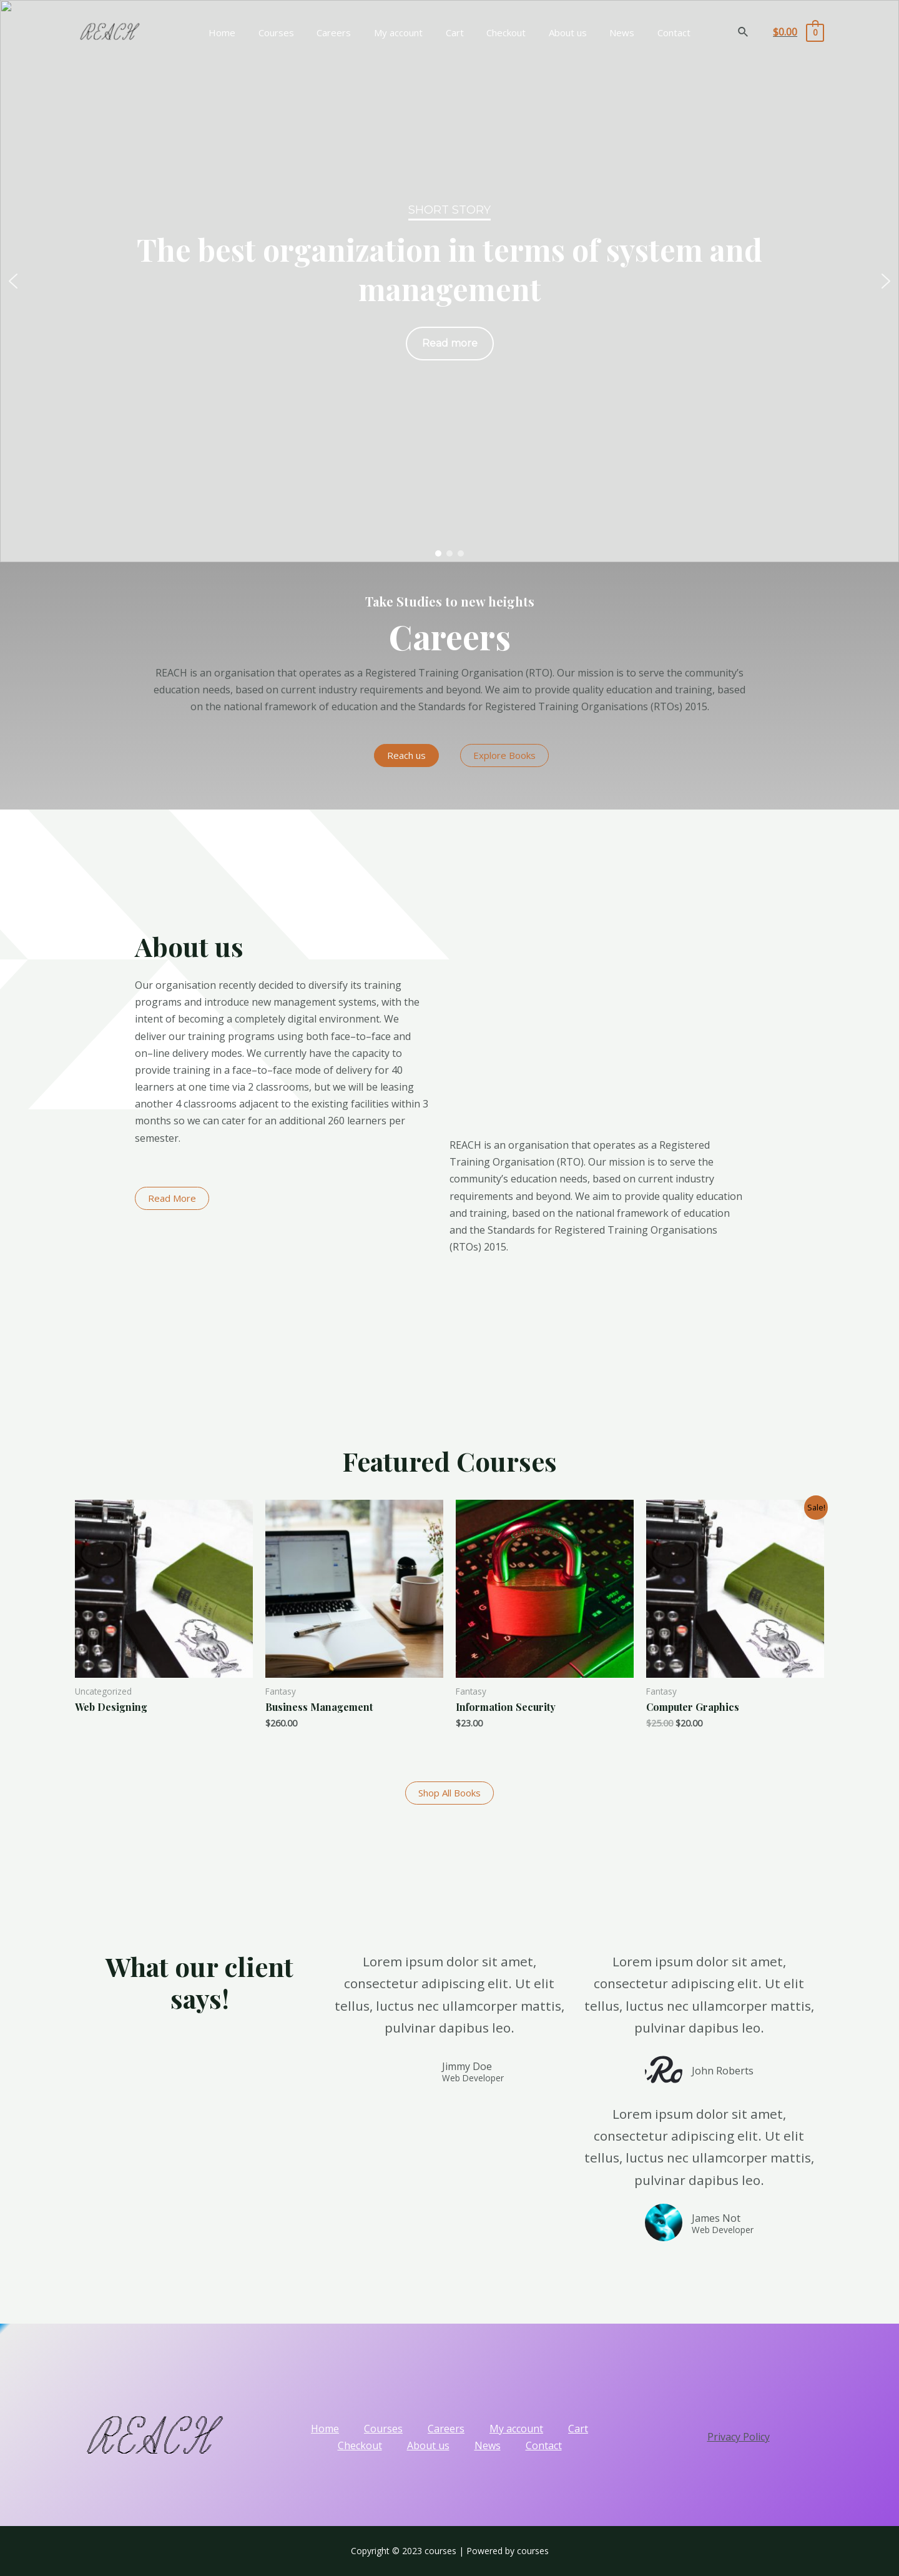 REACH
Home Courses Careers My account Cart Checkout About us News Contact
$0.00 0
SHORT STORY
The best organization in terms of system and
management
Read more
Take Studies to new heights
Careers
REACH is an organisation that operates as a Registered Training Organisation (RTO). Our mission is to serve the community's
education needs, based on current industry requirements and beyond. We aim to provide quality education and training, based
on the national framework of education and the Standards for Registered Training Organisations (RTOs) 2015.
Reach us
Explore Books
About us
Our organisation recently decided to diversify its training
programs and introduce new management systems, with the
intent of becoming a completely digital environment. We
deliver our training programs using both face–to–face and
on–line delivery modes. We currently have the capacity to
provide training in a face–to–face mode of delivery for 40
learners at one time via 2 classrooms, but we will be leasing
another 4 classrooms adjacent to the existing facilities within 3
months so we can cater for an additional 260 learners per
semester.
Read More
REACH is an organisation that operates as a Registered
Training Organisation (RTO). Our mission is to serve the
community's education needs, based on current industry
requirements and beyond. We aim to provide quality education
and training, based on the national framework of education
and the Standards for Registered Training Organisations
(RTOs) 2015.
Featured Courses
Uncategorized
Web Designing
Fantasy
Business Management
$260.00
Fantasy
Information Security
$23.00
Sale!
Fantasy
Computer Graphics
$25.00 $20.00
Shop All Books
What our client
says!
Lorem ipsum dolor sit amet,
consectetur adipiscing elit. Ut elit
tellus, luctus nec ullamcorper mattis,
pulvinar dapibus leo.
Jimmy Doe
Web Developer
Lorem ipsum dolor sit amet,
consectetur adipiscing elit. Ut elit
tellus, luctus nec ullamcorper mattis,
pulvinar dapibus leo.
Ro
John Roberts
Lorem ipsum dolor sit amet,
consectetur adipiscing elit. Ut elit
tellus, luctus nec ullamcorper mattis,
pulvinar dapibus leo.
James Not
Web Developer
REACH
Home Courses Careers My account Cart
Checkout About us News Contact
Privacy Policy
Copyright © 2023 courses | Powered by courses